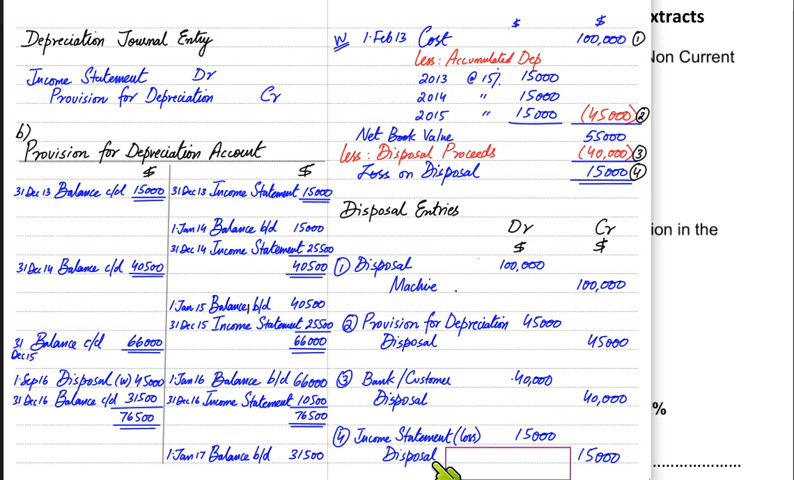 Depreciation Journal Entry
Income Statement Dr
Provision for Depreciation Cr
b)
Provision for Depreciation Account
$ $
31 Dec 13 Balance c/d 15000 31 Dec 13 Income Statement 15000
1·Jan 14 Balance b/d 15000
31 Dec 14 Income Statement 25500
31 Dec 14 Balance c/d 40500 40500
1 Jan 15 Balance b/d 40500
31 Dec 15 Income Statement 25500
31 Dec 15 Balance c/d 66000 66000
1·Sep 16 Disposal (w) 45000 1·Jan 16 Balance b/d 66000
31 Dec 16 Balance c/d 31500 31 Dec 16 Income Statement 10500
76500 76500
1·Jan 17 Balance b/d 31500
$ $
W 1·Feb 13 Cost 100,000 ①
less: Accumulated Dep
2013 @ 15% 15000
2014 " 15000
2015 " 15000 (45000) ②
Net Book Value 55000
less: Disposal Proceeds (40,000) ③
Loss on Disposal 15000 ④
Disposal Entries
Dr Cr
$ $
① Disposal 100,000
Machine . 100,000
② Provision for Depreciation 45000
Disposal 45000
③ Bank/Customer 40,000
Disposal 40,000
④ Income Statement (loss) 15000
Disposal 15000
xtracts
Non Current
ion in the
%
......................